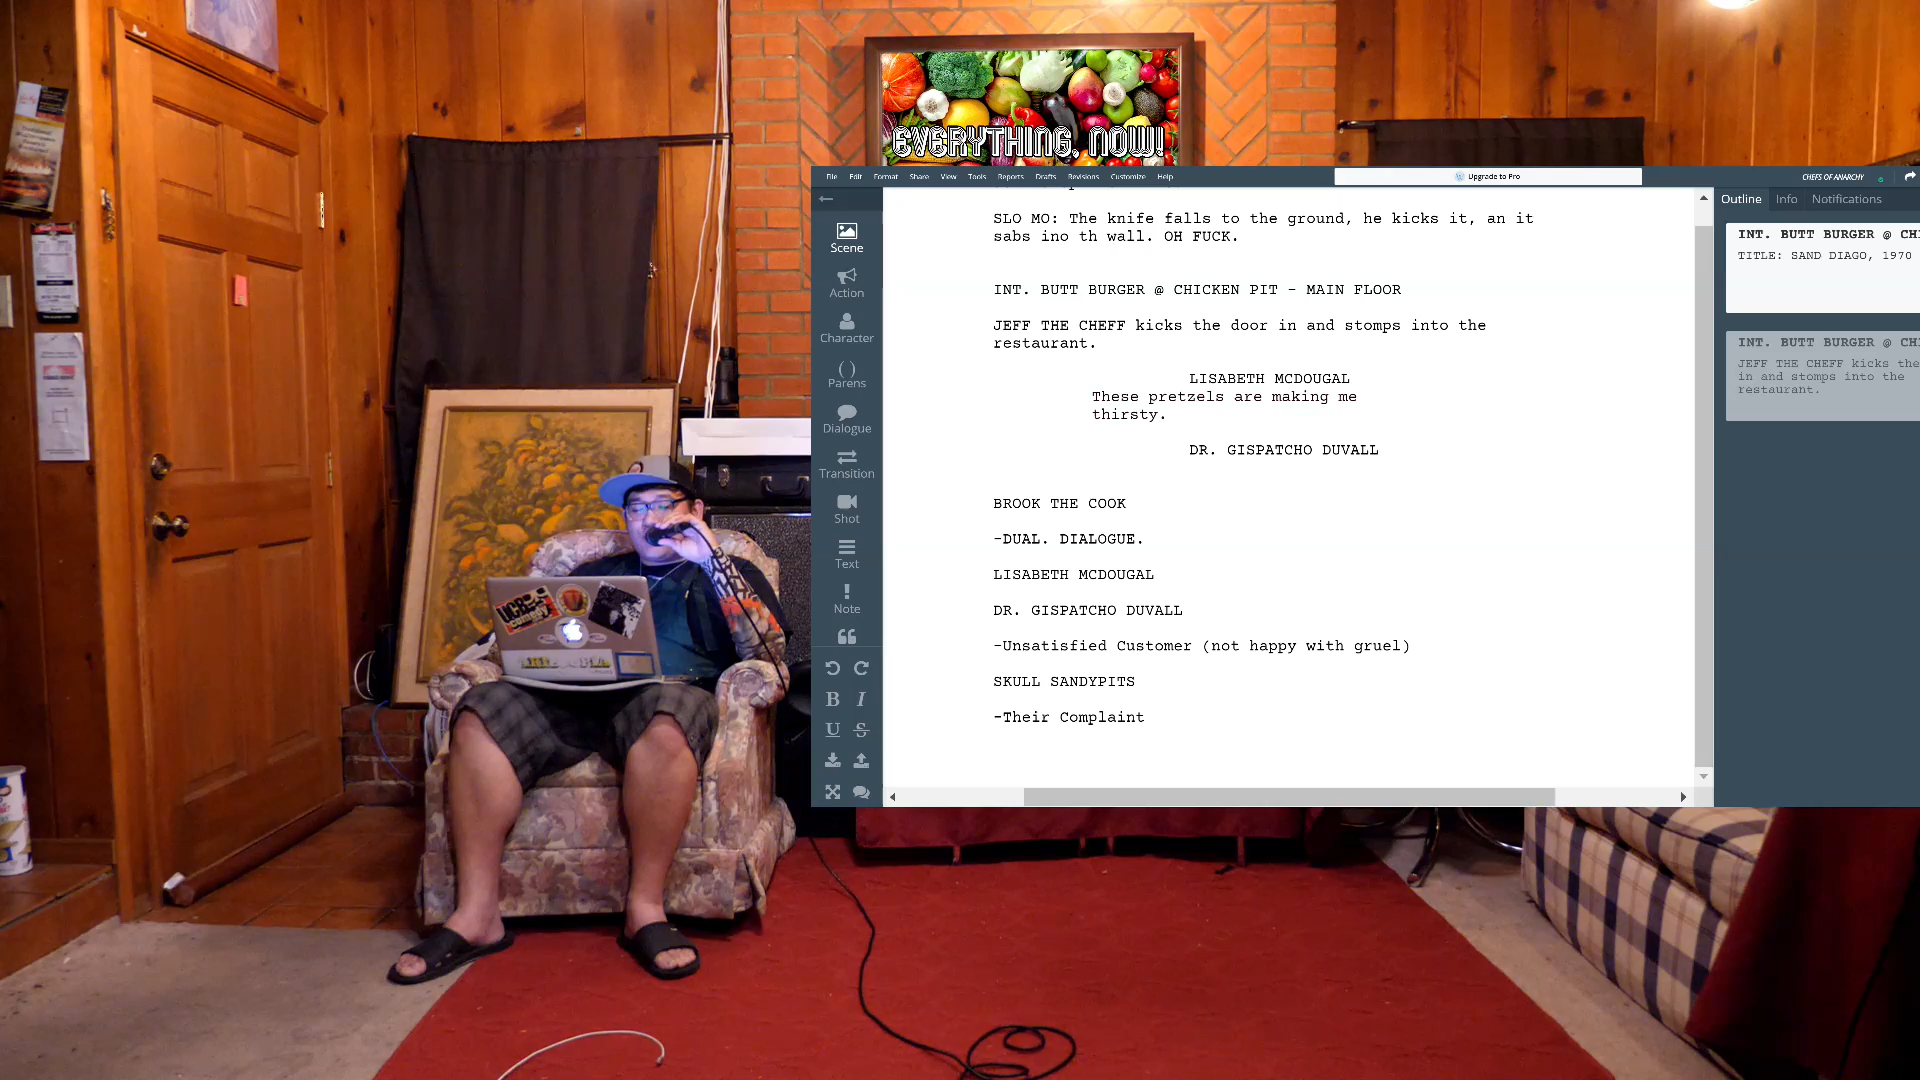 EVERYTHING, NOW!
File Edit Format Share View Tools Reports Drafts Revisions Customize Help
Upgrade to Pro
CHEFS OF ANARCHY
Scene
Action
Character
( )
Parens
Dialogue
Transition
Shot
Text
Note
B I
U S
SLO MO: The knife falls to the ground, he kicks it, an it
sabs ino th wall. OH FUCK.
INT. BUTT BURGER @ CHICKEN PIT - MAIN FLOOR
JEFF THE CHEFF kicks the door in and stomps into the
restaurant.
LISABETH MCDOUGAL
These pretzels are making me
thirsty.
DR. GISPATCHO DUVALL
BROOK THE COOK
-DUAL. DIALOGUE.
LISABETH MCDOUGAL
DR. GISPATCHO DUVALL
-Unsatisfied Customer (not happy with gruel)
SKULL SANDYPITS
-Their Complaint
Outline Info Notifications
INT. BUTT BURGER @ CHI
TITLE: SAND DIAGO, 1970
INT. BUTT BURGER @ CHI
JEFF THE CHEFF kicks the
in and stomps into the
restaurant.
UCB